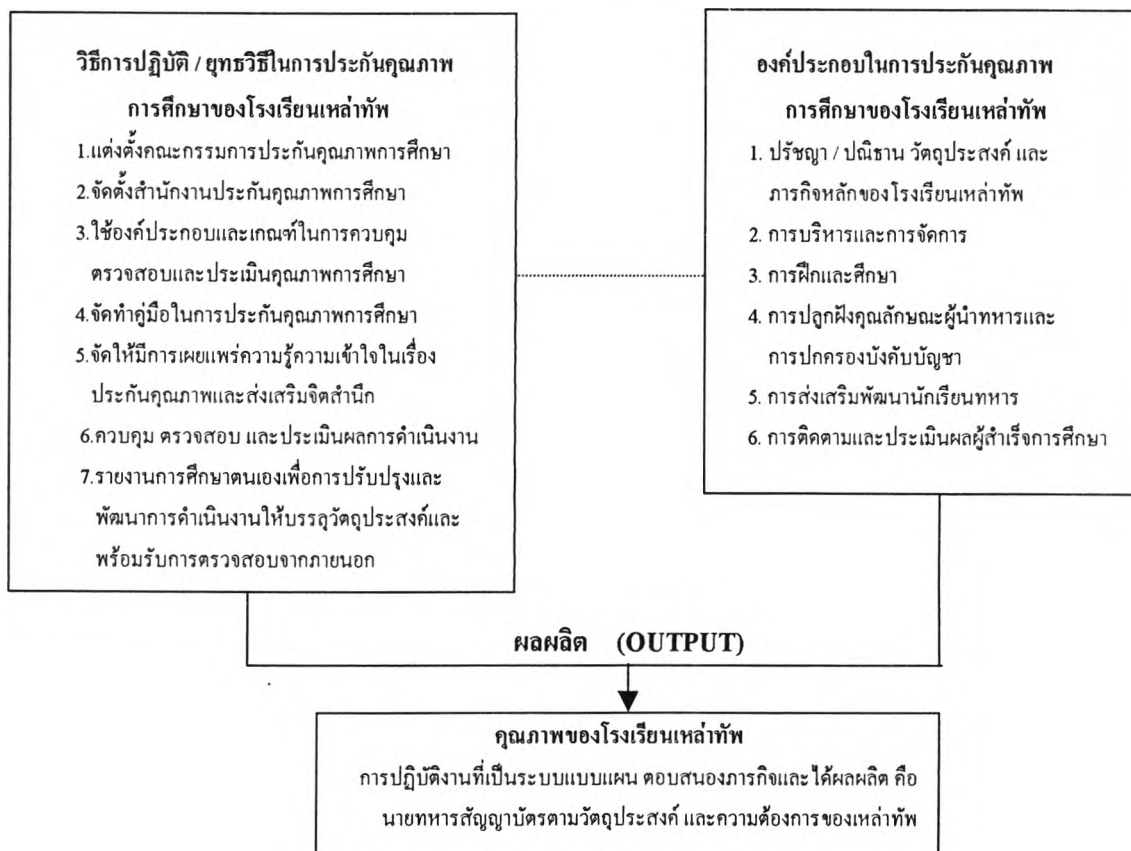 วิธีการปฏิบัติ / ยุทธวิธีในการประกันคุณภาพ
การศึกษาของโรงเรียนเหล่าทัพ
1.แต่งตั้งคณะกรรมการประกันคุณภาพการศึกษา
2.จัดตั้งสำนักงานประกันคุณภาพการศึกษา
3.ใช้องค์ประกอบและเกณฑ์ในการควบคุม
ตรวจสอบและประเมินคุณภาพการศึกษา
4.จัดทำคู่มือในการประกันคุณภาพการศึกษา
5.จัดให้มีการเผยแพร่ความรู้ความเข้าใจในเรื่อง
ประกันคุณภาพและส่งเสริมจิตสำนึก
6.ควบคุม ตรวจสอบ และประเมินผลการดำเนินงาน
7.รายงานการศึกษาตนเองเพื่อการปรับปรุงและ
พัฒนาการดำเนินงานให้บรรลุวัตถุประสงค์และ
พร้อมรับการตรวจสอบจากภายนอก
องค์ประกอบในการประกันคุณภาพ
การศึกษาของโรงเรียนเหล่าทัพ
1. ปรัชญา / ปณิธาน วัตถุประสงค์ และ
ภารกิจหลักของโรงเรียนเหล่าทัพ
2. การบริหารและการจัดการ
3. การฝึกและศึกษา
4. การปลูกฝังคุณลักษณะผู้นำทหารและ
การปกครองบังคับบัญชา
5. การส่งเสริมพัฒนานักเรียนทหาร
6. การติดตามและประเมินผลผู้สำเร็จการศึกษา
ผลผลิต (OUTPUT)
คุณภาพของโรงเรียนเหล่าทัพ
การปฏิบัติงานที่เป็นระบบแบบแผน ตอบสนองภารกิจและได้ผลผลิต คือ
นายทหารสัญญาบัตรตามวัตถุประสงค์ และความต้องการของเหล่าทัพ